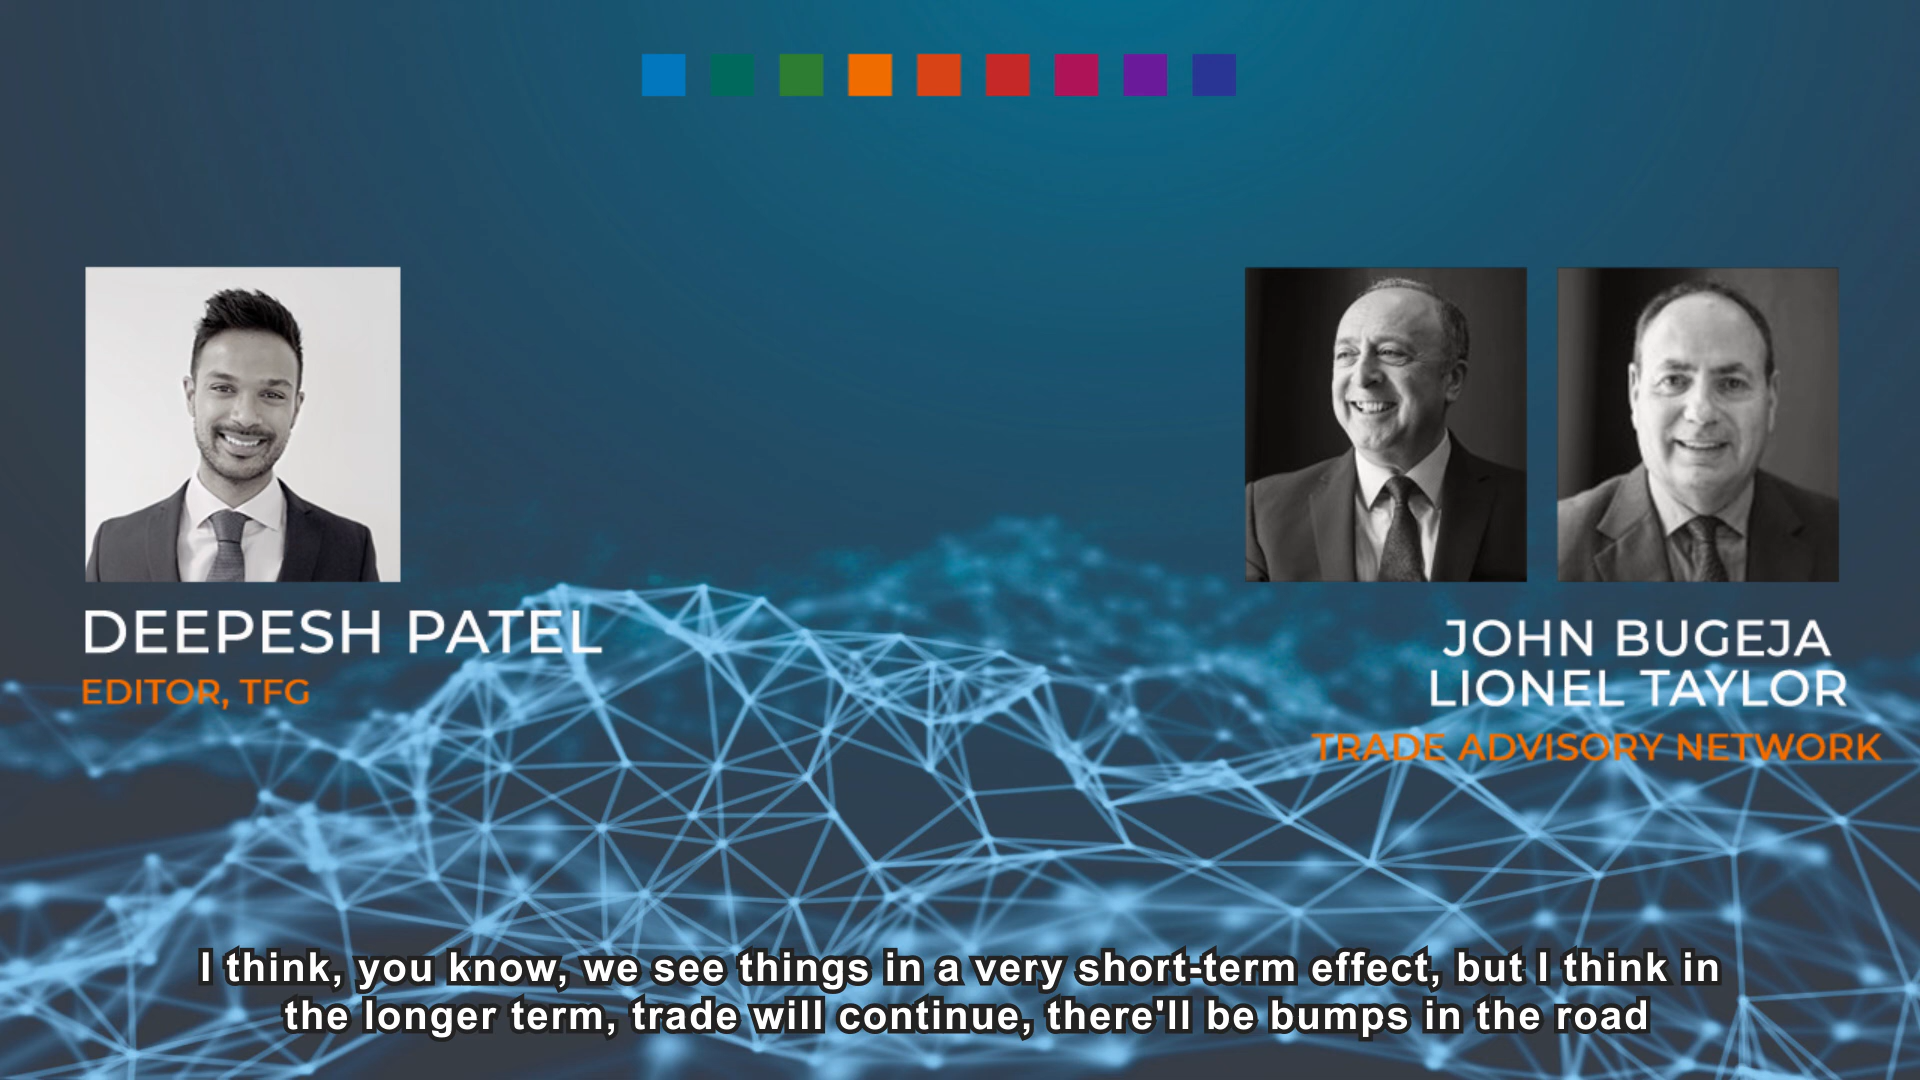 DEEPESH PATEL
EDITOR, TFG
JOHN BUGEJA
LIONEL TAYLOR
TRADE ADVISORY NETWORK
I think, you know, we see things in a very short-term effect, but I think in
the longer term, trade will continue, there'll be bumps in the road